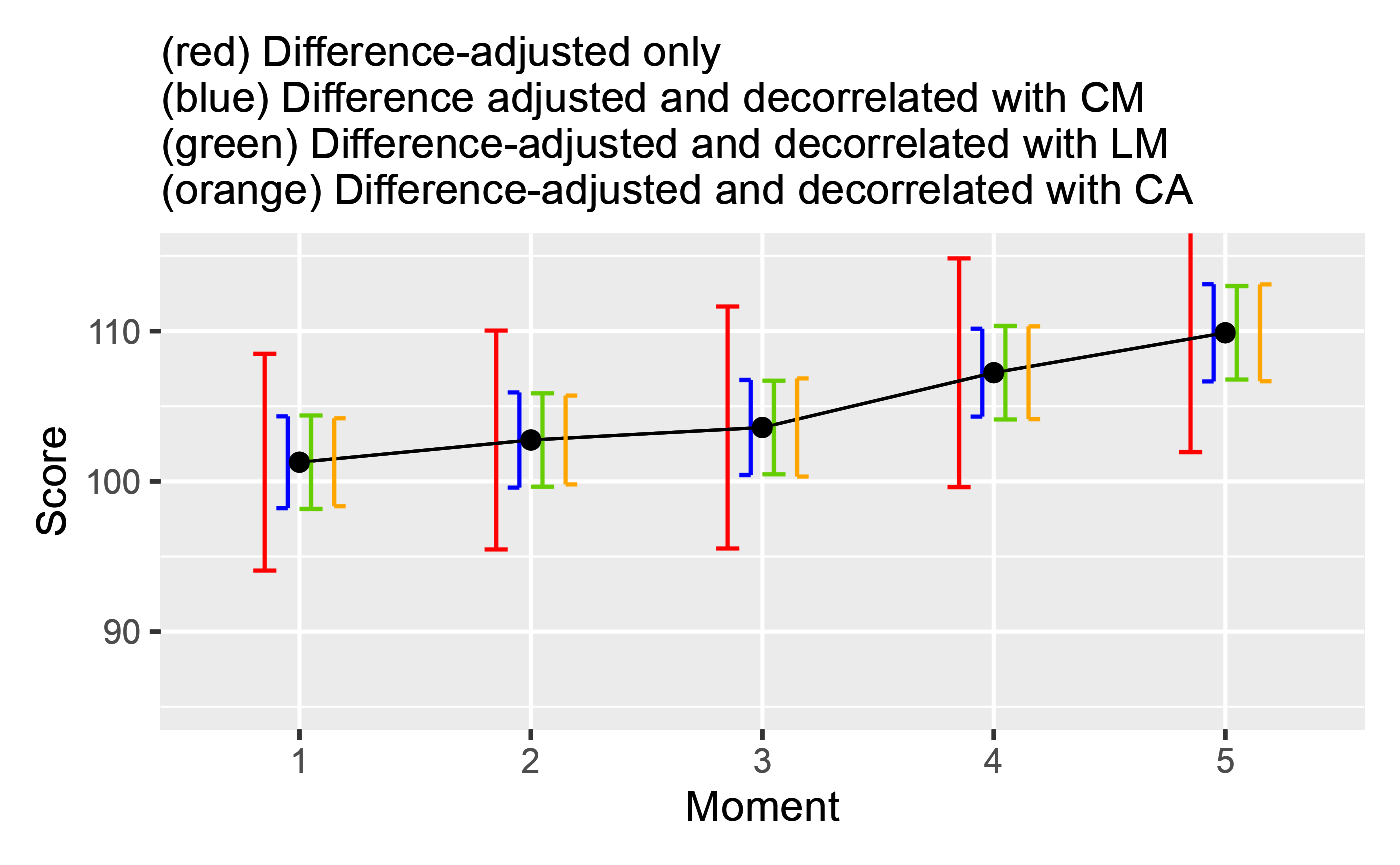 (red) Difference-adjusted only
(blue) Difference adjusted and decorrelated with CM
(green) Difference-adjusted and decorrelated with LM
(orange) Difference-adjusted and decorrelated with CA
110
100
90
Score
1 2 3 4 5
Moment